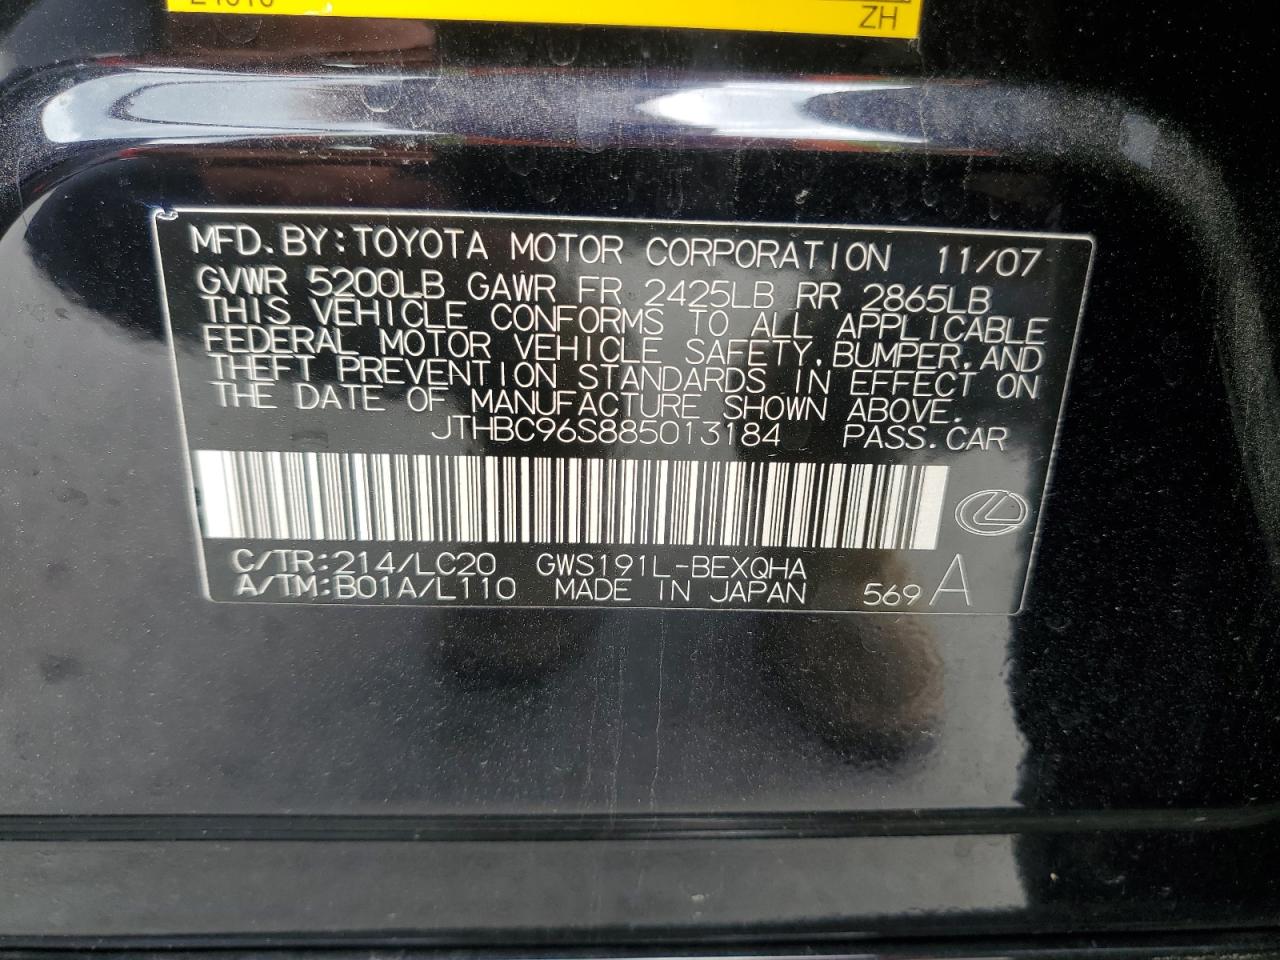 ZH
MFD.BY:TOYOTA MOTOR CORPORATION 11/07
GVWR 5200LB GAWR FR 2425LB RR 2865LB
THIS VEHICLE CONFORMS TO ALL APPLICABLE
FEDERAL MOTOR VEHICLE SAFETY,BUMPER,AND
THEFT PREVENTION STANDARDS IN EFFECT ON
THE DATE OF MANUFACTURE SHOWN ABOVE.
JTHBC96S885013184 PASS.CAR
C/TR:214/LC20 GWS191L-BEXQHA
A/TM:B01A/L110 MADE IN JAPAN 569 A